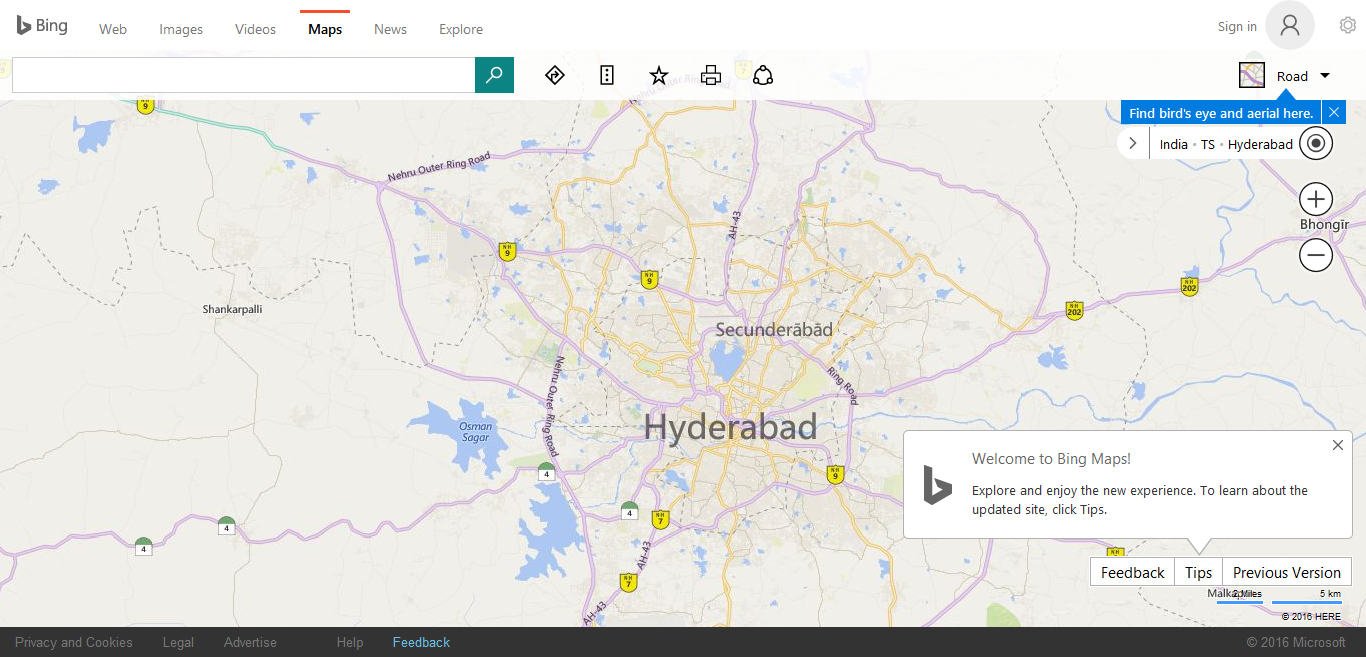 Bing
Web
Images
Videos
Maps
News
Explore
Sign in
Road
Find bird's eye and aerial here.
India • TS • Hyderabad
NH 9
Nehru Outer Ring Road
AH-43
Bhongīr
NH 9
NH 9
NH 202
NH 202
Shankarpalli
Secunderābād
Nehru Outer Ring Road
Ring Road
Osman
Sagar
Hyderabad
4
NH 9
Welcome to Bing Maps!
Explore and enjoy the new experience. To learn about the
updated site, click Tips.
4
NH 7
4
4
AH-43
NH
NH 7
Feedback
Tips
Previous Version
2 Miles
5 km
AH-43
© 2016 HERE
Privacy and Cookies
Legal
Advertise
Help
Feedback
© 2016 Microsoft